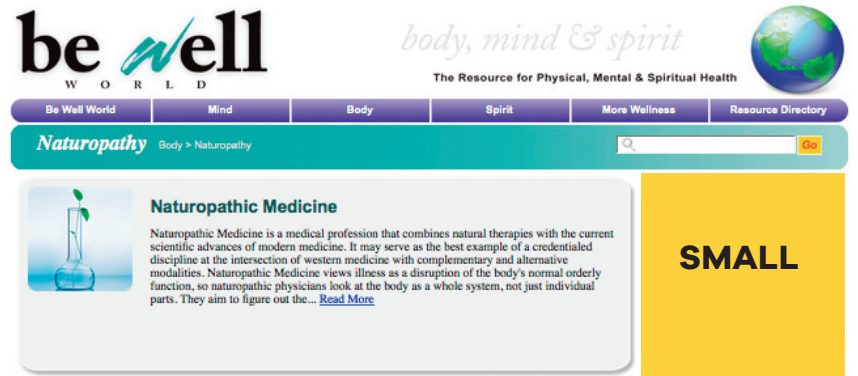 be well
WORLD
body, mind & spirit
The Resource for Physical, Mental & Spiritual Health
Be Well World Mind Body Spirit More Wellness Resource Directory
Naturopathy Body > Naturopathy Go
Naturopathic Medicine
Naturopathic Medicine is a medical profession that combines natural therapies with the current
scientific advances of modern medicine. It may serve as the best example of a credentialed
discipline at the intersection of western medicine with complementary and alternative
modalities. Naturopathic Medicine views illness as a disruption of the body's normal orderly
function, so naturopathic physicians look at the body as a whole system, not just individual
parts. They aim to figure out the... Read More
SMALL